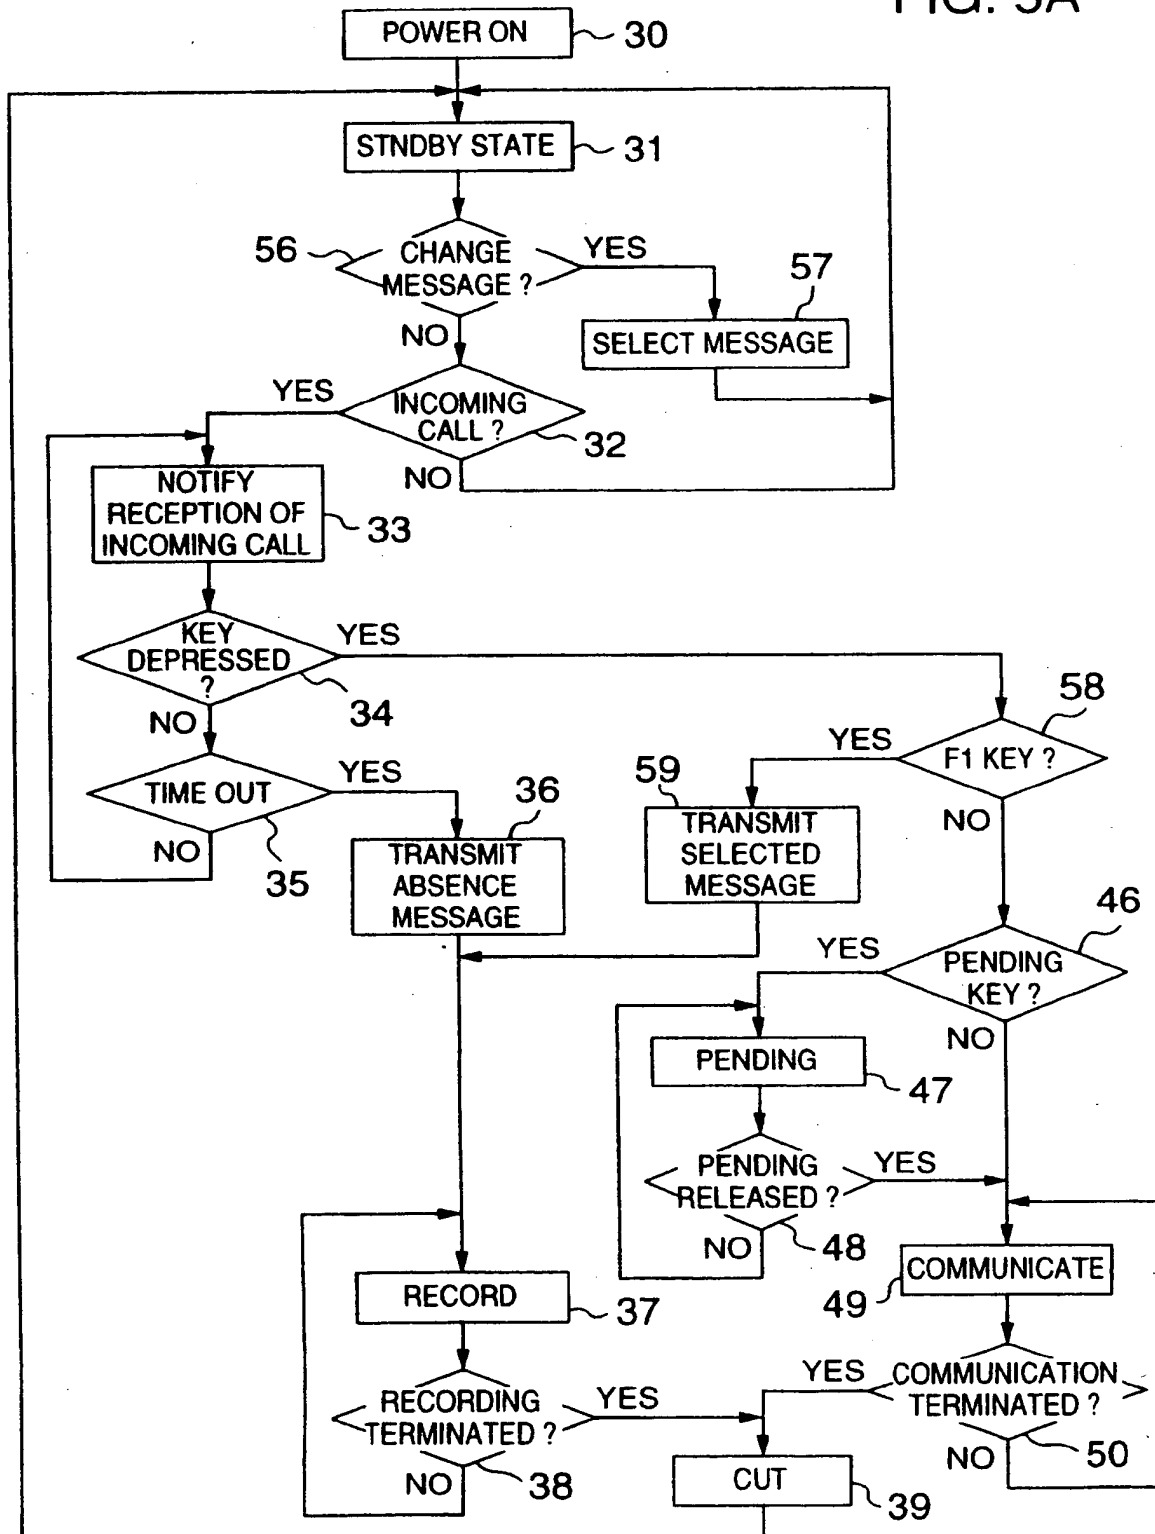 FIG. 3A
POWER ON
30
STNDBY STATE
31
56
CHANGE
MESSAGE ?
YES
57
SELECT MESSAGE
NO
YES
INCOMING
CALL ?
32
NO
NOTIFY
RECEPTION OF
INCOMING CALL
33
KEY
DEPRESSED
?
YES
34
NO
58
F1 KEY ?
YES
NO
TIME OUT
YES
35
NO
36
TRANSMIT
ABSENCE
MESSAGE
59
TRANSMIT
SELECTED
MESSAGE
46
YES
PENDING
KEY ?
NO
PENDING
47
PENDING
RELEASED ?
YES
48
NO
COMMUNICATE
49
RECORD
37
YES
COMMUNICATION
TERMINATED ?
50
NO
RECORDING
TERMINATED ?
YES
38
NO
CUT
39